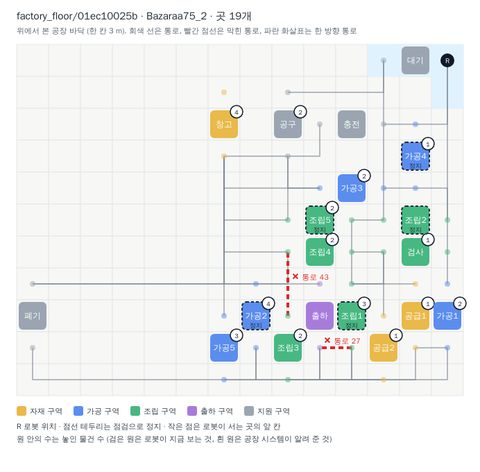 factory_floor/01ec10025b · Bazaraa75_2 · 곳 19개
위에서 본 공장 바닥 (한 칸 3 m). 회색 선은 통로, 빨간 점선은 막힌 통로, 파란 화살표는 한 방향 통로
대기
R
창고 4
공구 2
충전
가공4 1
정지
가공3 2
조립5 2
정지
조립2 2
정지
조립4 2
검사 1
통로 43
폐기
가공2 4
정지
출하
조립1 3
정지
공급1 1
가공1 2
가공5 3
조립3 2
통로 27
공급2 1
자재 구역
가공 구역
조립 구역
출하 구역
지원 구역
R 로봇 위치 · 점선 테두리는 점검으로 정지 · 작은 점은 로봇이 서는 곳의 앞 칸
원 안의 수는 놓인 물건 수 (검은 원은 로봇이 지금 보는 것, 흰 원은 공장 시스템이 알려 준 것)